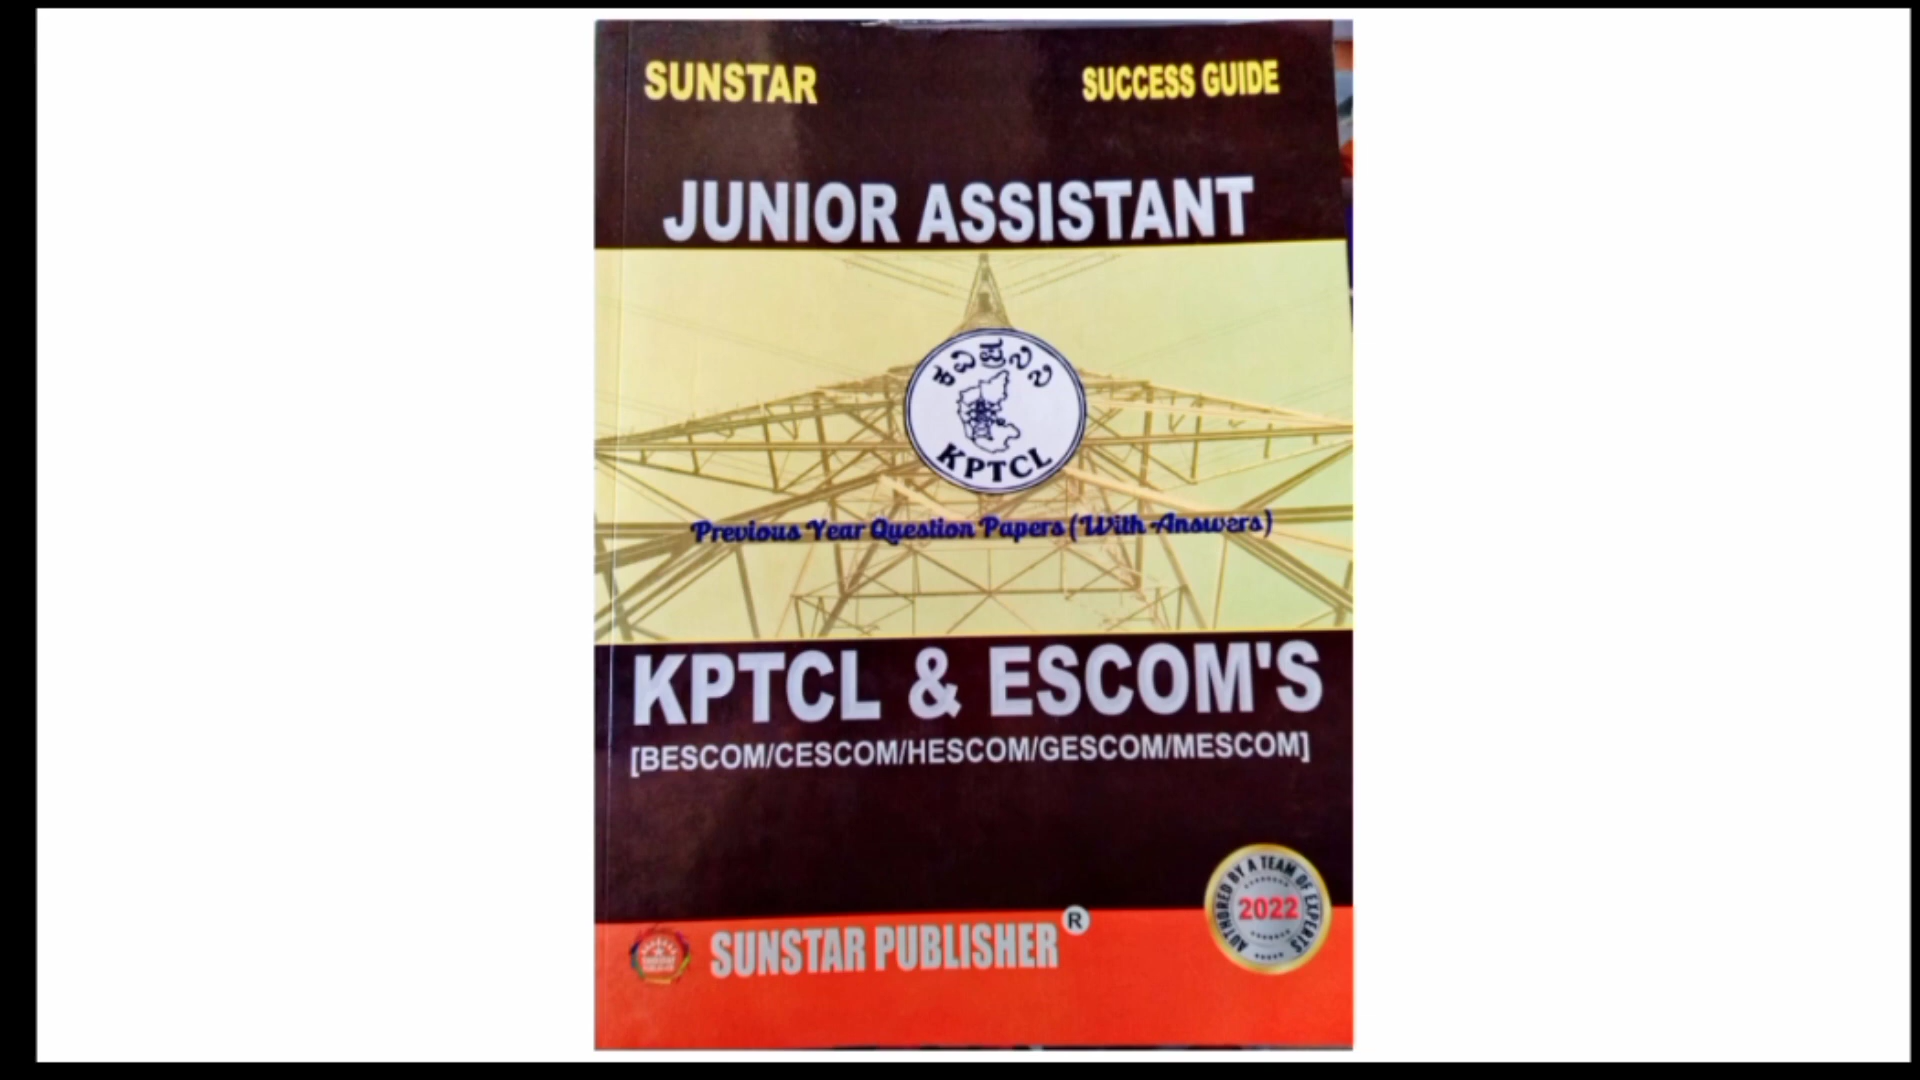 SUNSTAR
SUCCESS GUIDE
JUNIOR ASSISTANT
ಕವಿಪ್ರನಿನಿ
KPTCL
Previous Year Question Papers (With Answers)
KPTCL & ESCOM'S
[BESCOM/CESCOM/HESCOM/GESCOM/MESCOM]
AUTHORED BY A TEAM OF EXPERTS
2022
SUNSTAR PUBLISHER®